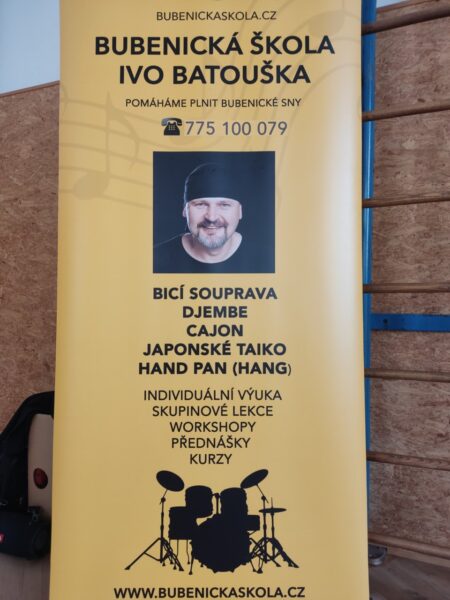 BUBENICKASKOLA.CZ
BUBENICKÁ ŠKOLA
IVO BATOUŠKA
POMÁHÁME PLNIT BUBENICKÉ SNY
775 100 079
BICÍ SOUPRAVA
DJEMBE
CAJON
JAPONSKÉ TAIKO
HAND PAN (HANG)
INDIVIDUÁLNÍ VÝUKA
SKUPINOVÉ LEKCE
WORKSHOPY
PŘEDNÁŠKY
KURZY
WWW.BUBENICKASKOLA.CZ